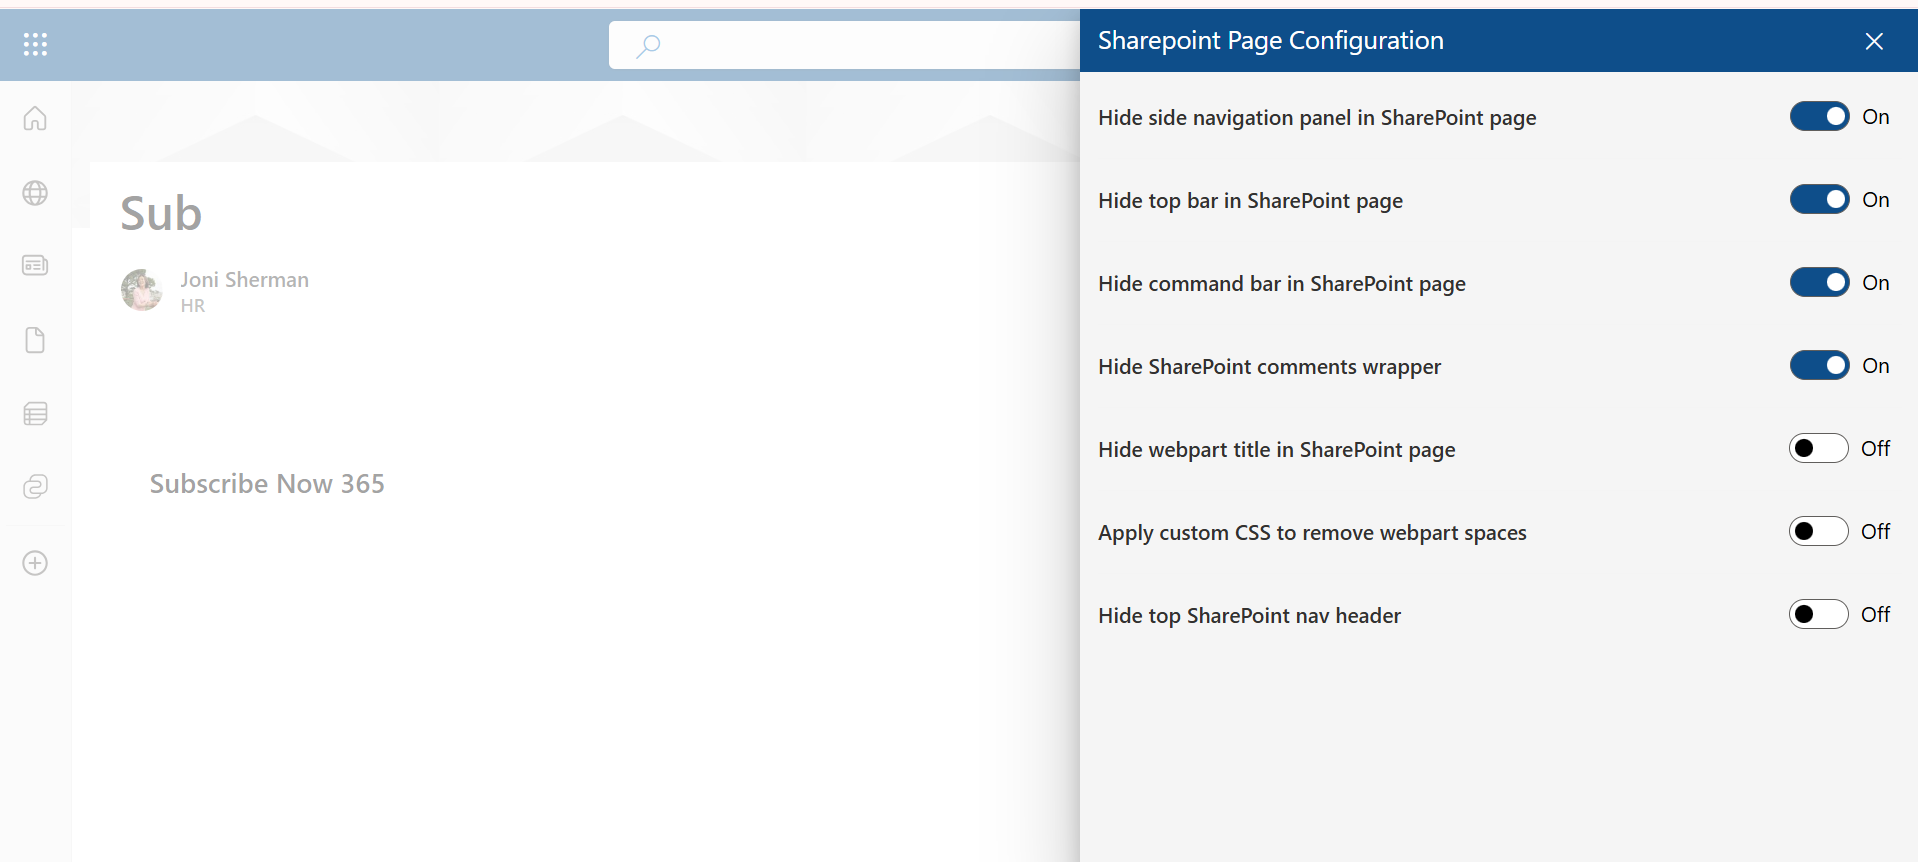 Sharepoint Page Configuration
Sub
Joni Sherman
HR
Subscribe Now 365
Hide side navigation panel in SharePoint page On
Hide top bar in SharePoint page On
Hide command bar in SharePoint page On
Hide SharePoint comments wrapper On
Hide webpart title in SharePoint page Off
Apply custom CSS to remove webpart spaces Off
Hide top SharePoint nav header Off